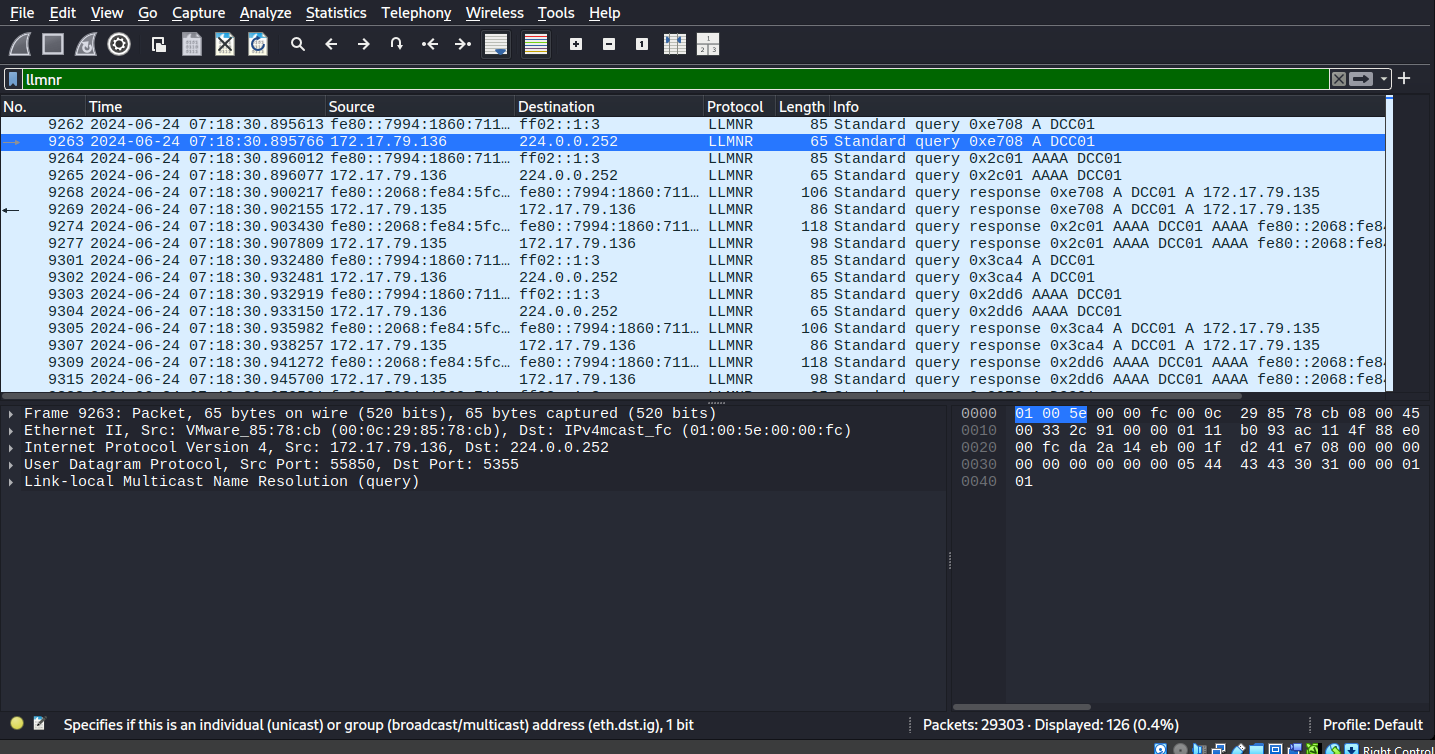 File Edit View Go Capture Analyze Statistics Telephony Wireless Tools Help
llmnr
No. Time Source Destination Protocol Length Info
9262 2024-06-24 07:18:30.895613 fe80::7994:1860:711… ff02::1:3 LLMNR 85 Standard query 0xe708 A DCC01
9263 2024-06-24 07:18:30.895766 172.17.79.136 224.0.0.252 LLMNR 65 Standard query 0xe708 A DCC01
9264 2024-06-24 07:18:30.896012 fe80::7994:1860:711… ff02::1:3 LLMNR 85 Standard query 0x2c01 AAAA DCC01
9265 2024-06-24 07:18:30.896077 172.17.79.136 224.0.0.252 LLMNR 65 Standard query 0x2c01 AAAA DCC01
9268 2024-06-24 07:18:30.900217 fe80::2068:fe84:5fc… fe80::7994:1860:711… LLMNR 106 Standard query response 0xe708 A DCC01 A 172.17.79.135
9269 2024-06-24 07:18:30.902155 172.17.79.135 172.17.79.136 LLMNR 86 Standard query response 0xe708 A DCC01 A 172.17.79.135
9274 2024-06-24 07:18:30.903430 fe80::2068:fe84:5fc… fe80::7994:1860:711… LLMNR 118 Standard query response 0x2c01 AAAA DCC01 AAAA fe80::2068:fe8
9277 2024-06-24 07:18:30.907809 172.17.79.135 172.17.79.136 LLMNR 98 Standard query response 0x2c01 AAAA DCC01 AAAA fe80::2068:fe8
9301 2024-06-24 07:18:30.932480 fe80::7994:1860:711… ff02::1:3 LLMNR 85 Standard query 0x3ca4 A DCC01
9302 2024-06-24 07:18:30.932481 172.17.79.136 224.0.0.252 LLMNR 65 Standard query 0x3ca4 A DCC01
9303 2024-06-24 07:18:30.932919 fe80::7994:1860:711… ff02::1:3 LLMNR 85 Standard query 0x2dd6 AAAA DCC01
9304 2024-06-24 07:18:30.933150 172.17.79.136 224.0.0.252 LLMNR 65 Standard query 0x2dd6 AAAA DCC01
9305 2024-06-24 07:18:30.935982 fe80::2068:fe84:5fc… fe80::7994:1860:711… LLMNR 106 Standard query response 0x3ca4 A DCC01 A 172.17.79.135
9307 2024-06-24 07:18:30.938257 172.17.79.135 172.17.79.136 LLMNR 86 Standard query response 0x3ca4 A DCC01 A 172.17.79.135
9309 2024-06-24 07:18:30.941272 fe80::2068:fe84:5fc… fe80::7994:1860:711… LLMNR 118 Standard query response 0x2dd6 AAAA DCC01 AAAA fe80::2068:fe8
9315 2024-06-24 07:18:30.945700 172.17.79.135 172.17.79.136 LLMNR 98 Standard query response 0x2dd6 AAAA DCC01 AAAA fe80::2068:fe8
Frame 9263: Packet, 65 bytes on wire (520 bits), 65 bytes captured (520 bits)
Ethernet II, Src: VMware_85:78:cb (00:0c:29:85:78:cb), Dst: IPv4mcast_fc (01:00:5e:00:00:fc)
Internet Protocol Version 4, Src: 172.17.79.136, Dst: 224.0.0.252
User Datagram Protocol, Src Port: 55850, Dst Port: 5355
Link-local Multicast Name Resolution (query)
0000 01 00 5e 00 00 fc 00 0c 29 85 78 cb 08 00 45
0010 00 33 2c 91 00 00 01 11 b0 93 ac 11 4f 88 e0
0020 00 fc da 2a 14 eb 00 1f d2 41 e7 08 00 00 00
0030 00 00 00 00 00 00 05 44 43 43 30 31 00 00 01
0040 01
Specifies if this is an individual (unicast) or group (broadcast/multicast) address (eth.dst.ig), 1 bit
Packets: 29303 · Displayed: 126 (0.4%)
Profile: Default
Right Control